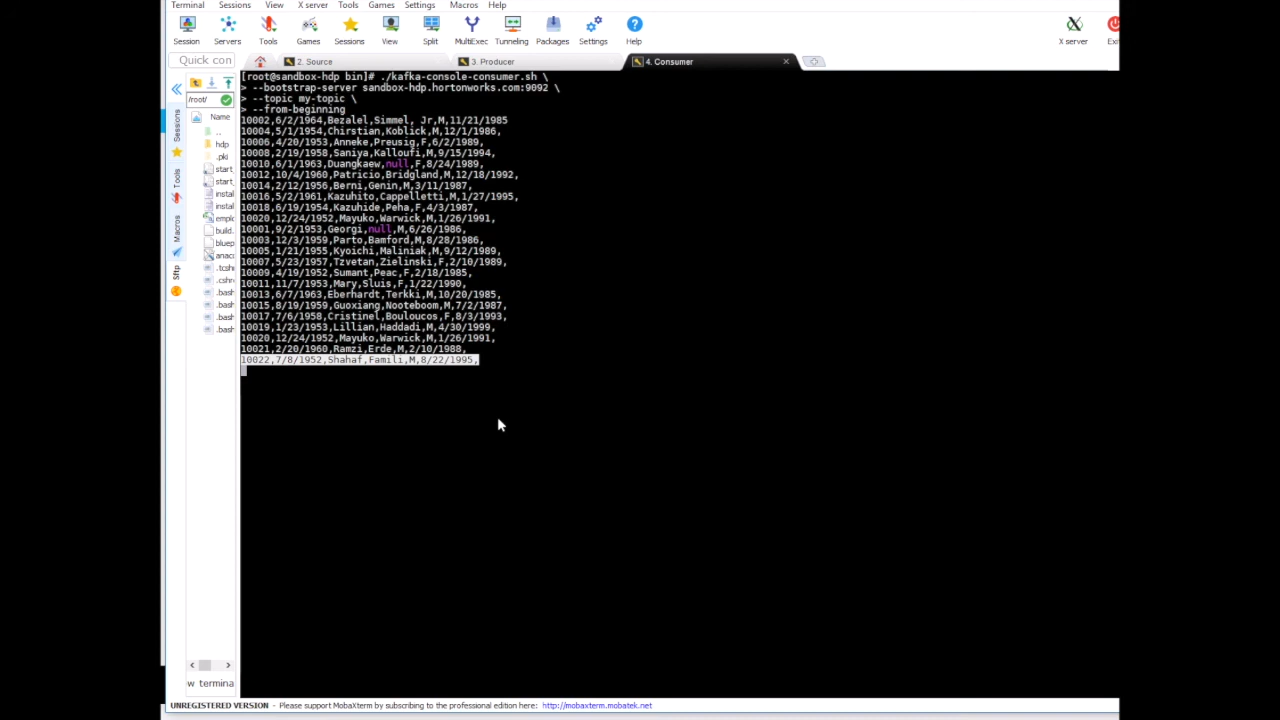 Terminal Sessions View X server Tools Games Settings Macros Help
Session Servers Tools Games Sessions View Split MultiExec Tunneling Packages Settings Help X server Exi
Quick con 2. Source 3. Producer 4. Consumer
/root/
Name
..
hdp
.pki
start_
start_
instal
instal
emplo
build.
bluep
anaco
.tcshr
.cshrc
.bash
.bash
.bash
.bash
Sessions
Tools
Macros
Sftp
[root@sandbox-hdp bin]# ./kafka-console-consumer.sh \
> --bootstrap-server sandbox-hdp.hortonworks.com:9092 \
> --topic my-topic \
> --from-beginning
10002,6/2/1964,Bezalel,Simmel, Jr,M,11/21/1985
10004,5/1/1954,Chirstian,Koblick,M,12/1/1986,
10006,4/20/1953,Anneke,Preusig,F,6/2/1989,
10008,2/19/1958,Saniya,Kalloufi,M,9/15/1994,
10010,6/1/1963,Duangkaew,null,F,8/24/1989,
10012,10/4/1960,Patricio,Bridgland,M,12/18/1992,
10014,2/12/1956,Berni,Genin,M,3/11/1987,
10016,5/2/1961,Kazuhito,Cappelletti,M,1/27/1995,
10018,6/19/1954,Kazuhide,Peha,F,4/3/1987,
10020,12/24/1952,Mayuko,Warwick,M,1/26/1991,
10001,9/2/1953,Georgi,null,M,6/26/1986,
10003,12/3/1959,Parto,Bamford,M,8/28/1986,
10005,1/21/1955,Kyoichi,Maliniak,M,9/12/1989,
10007,5/23/1957,Tzvetan,Zielinski,F,2/10/1989,
10009,4/19/1952,Sumant,Peac,F,2/18/1985,
10011,11/7/1953,Mary,Sluis,F,1/22/1990,
10013,6/7/1963,Eberhardt,Terkki,M,10/20/1985,
10015,8/19/1959,Guoxiang,Nooteboom,M,7/2/1987,
10017,7/6/1958,Cristinel,Bouloucos,F,8/3/1993,
10019,1/23/1953,Lillian,Haddadi,M,4/30/1999,
10020,12/24/1952,Mayuko,Warwick,M,1/26/1991,
10021,2/20/1960,Ramzi,Erde,M,2/10/1988,
10022,7/8/1952,Shahaf,Famili,M,8/22/1995,
w termina
UNREGISTERED VERSION - Please support MobaXterm by subscribing to the professional edition here: http://mobaxterm.mobatek.net